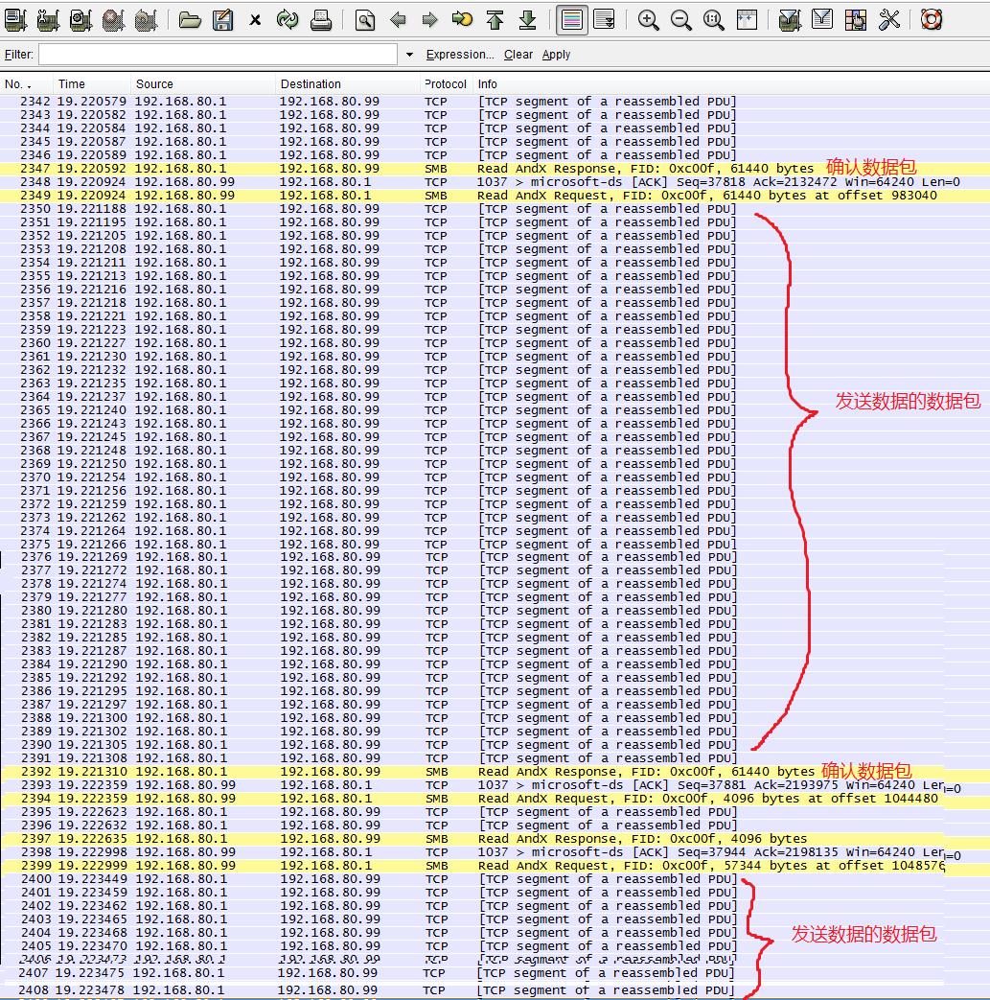 Filter: Expression... Clear Apply
No. Time Source Destination Protocol Info
2342 19.220579 192.168.80.1 192.168.80.99 TCP [TCP segment of a reassembled PDU]
2343 19.220582 192.168.80.1 192.168.80.99 TCP [TCP segment of a reassembled PDU]
2344 19.220584 192.168.80.1 192.168.80.99 TCP [TCP segment of a reassembled PDU]
2345 19.220587 192.168.80.1 192.168.80.99 TCP [TCP segment of a reassembled PDU]
2346 19.220589 192.168.80.1 192.168.80.99 TCP [TCP segment of a reassembled PDU]
2347 19.220592 192.168.80.1 192.168.80.99 SMB Read AndX Response, FID: 0xc00f, 61440 bytes 确认数据包
2348 19.220924 192.168.80.99 192.168.80.1 TCP 1037 > microsoft-ds [ACK] Seq=37818 Ack=2132472 Win=64240 Len=0
2349 19.220924 192.168.80.99 192.168.80.1 SMB Read AndX Request, FID: 0xc00f, 61440 bytes at offset 983040
2350 19.221188 192.168.80.1 192.168.80.99 TCP [TCP segment of a reassembled PDU]
2351 19.221195 192.168.80.1 192.168.80.99 TCP [TCP segment of a reassembled PDU]
2352 19.221205 192.168.80.1 192.168.80.99 TCP [TCP segment of a reassembled PDU]
2353 19.221208 192.168.80.1 192.168.80.99 TCP [TCP segment of a reassembled PDU]
2354 19.221211 192.168.80.1 192.168.80.99 TCP [TCP segment of a reassembled PDU]
2355 19.221213 192.168.80.1 192.168.80.99 TCP [TCP segment of a reassembled PDU]
2356 19.221216 192.168.80.1 192.168.80.99 TCP [TCP segment of a reassembled PDU]
2357 19.221218 192.168.80.1 192.168.80.99 TCP [TCP segment of a reassembled PDU]
2358 19.221221 192.168.80.1 192.168.80.99 TCP [TCP segment of a reassembled PDU]
2359 19.221223 192.168.80.1 192.168.80.99 TCP [TCP segment of a reassembled PDU]
2360 19.221227 192.168.80.1 192.168.80.99 TCP [TCP segment of a reassembled PDU]
2361 19.221230 192.168.80.1 192.168.80.99 TCP [TCP segment of a reassembled PDU]
2362 19.221232 192.168.80.1 192.168.80.99 TCP [TCP segment of a reassembled PDU]
2363 19.221235 192.168.80.1 192.168.80.99 TCP [TCP segment of a reassembled PDU]
2364 19.221237 192.168.80.1 192.168.80.99 TCP [TCP segment of a reassembled PDU]
发送数据的数据包
2365 19.221240 192.168.80.1 192.168.80.99 TCP [TCP segment of a reassembled PDU]
2366 19.221243 192.168.80.1 192.168.80.99 TCP [TCP segment of a reassembled PDU]
2367 19.221245 192.168.80.1 192.168.80.99 TCP [TCP segment of a reassembled PDU]
2368 19.221248 192.168.80.1 192.168.80.99 TCP [TCP segment of a reassembled PDU]
2369 19.221250 192.168.80.1 192.168.80.99 TCP [TCP segment of a reassembled PDU]
2370 19.221254 192.168.80.1 192.168.80.99 TCP [TCP segment of a reassembled PDU]
2371 19.221256 192.168.80.1 192.168.80.99 TCP [TCP segment of a reassembled PDU]
2372 19.221259 192.168.80.1 192.168.80.99 TCP [TCP segment of a reassembled PDU]
2373 19.221262 192.168.80.1 192.168.80.99 TCP [TCP segment of a reassembled PDU]
2374 19.221264 192.168.80.1 192.168.80.99 TCP [TCP segment of a reassembled PDU]
2375 19.221266 192.168.80.1 192.168.80.99 TCP [TCP segment of a reassembled PDU]
2376 19.221269 192.168.80.1 192.168.80.99 TCP [TCP segment of a reassembled PDU]
2377 19.221272 192.168.80.1 192.168.80.99 TCP [TCP segment of a reassembled PDU]
2378 19.221274 192.168.80.1 192.168.80.99 TCP [TCP segment of a reassembled PDU]
2379 19.221277 192.168.80.1 192.168.80.99 TCP [TCP segment of a reassembled PDU]
2380 19.221280 192.168.80.1 192.168.80.99 TCP [TCP segment of a reassembled PDU]
2381 19.221283 192.168.80.1 192.168.80.99 TCP [TCP segment of a reassembled PDU]
2382 19.221285 192.168.80.1 192.168.80.99 TCP [TCP segment of a reassembled PDU]
2383 19.221287 192.168.80.1 192.168.80.99 TCP [TCP segment of a reassembled PDU]
2384 19.221290 192.168.80.1 192.168.80.99 TCP [TCP segment of a reassembled PDU]
2385 19.221292 192.168.80.1 192.168.80.99 TCP [TCP segment of a reassembled PDU]
2386 19.221295 192.168.80.1 192.168.80.99 TCP [TCP segment of a reassembled PDU]
2387 19.221297 192.168.80.1 192.168.80.99 TCP [TCP segment of a reassembled PDU]
2388 19.221300 192.168.80.1 192.168.80.99 TCP [TCP segment of a reassembled PDU]
2389 19.221302 192.168.80.1 192.168.80.99 TCP [TCP segment of a reassembled PDU]
2390 19.221305 192.168.80.1 192.168.80.99 TCP [TCP segment of a reassembled PDU]
2391 19.221308 192.168.80.1 192.168.80.99 TCP [TCP segment of a reassembled PDU]
2392 19.221310 192.168.80.1 192.168.80.99 SMB Read AndX Response, FID: 0xc00f, 61440 bytes 确认数据包
2393 19.222359 192.168.80.99 192.168.80.1 TCP 1037 > microsoft-ds [ACK] Seq=37881 Ack=2193975 Win=64240 Len=0
2394 19.222359 192.168.80.99 192.168.80.1 SMB Read AndX Request, FID: 0xc00f, 4096 bytes at offset 1044480
2395 19.222623 192.168.80.1 192.168.80.99 TCP [TCP segment of a reassembled PDU]
2396 19.222632 192.168.80.1 192.168.80.99 TCP [TCP segment of a reassembled PDU]
2397 19.222635 192.168.80.1 192.168.80.99 SMB Read AndX Response, FID: 0xc00f, 4096 bytes
2398 19.222998 192.168.80.99 192.168.80.1 TCP 1037 > microsoft-ds [ACK] Seq=37944 Ack=2198135 Win=64240 Len=0
2399 19.222999 192.168.80.99 192.168.80.1 SMB Read AndX Request, FID: 0xc00f, 57344 bytes at offset 1048576
2400 19.223449 192.168.80.1 192.168.80.99 TCP [TCP segment of a reassembled PDU]
2401 19.223459 192.168.80.1 192.168.80.99 TCP [TCP segment of a reassembled PDU]
2402 19.223462 192.168.80.1 192.168.80.99 TCP [TCP segment of a reassembled PDU]
2403 19.223465 192.168.80.1 192.168.80.99 TCP [TCP segment of a reassembled PDU]
2404 19.223468 192.168.80.1 192.168.80.99 TCP [TCP segment of a reassembled PDU]
发送数据的数据包
2405 19.223470 192.168.80.1 192.168.80.99 TCP [TCP segment of a reassembled PDU]
2406 19.223473 192.168.80.1 192.168.80.99 TCP [TCP segment of a reassembled PDU]
2407 19.223475 192.168.80.1 192.168.80.99 TCP [TCP segment of a reassembled PDU]
2408 19.223478 192.168.80.1 192.168.80.99 TCP [TCP segment of a reassembled PDU]